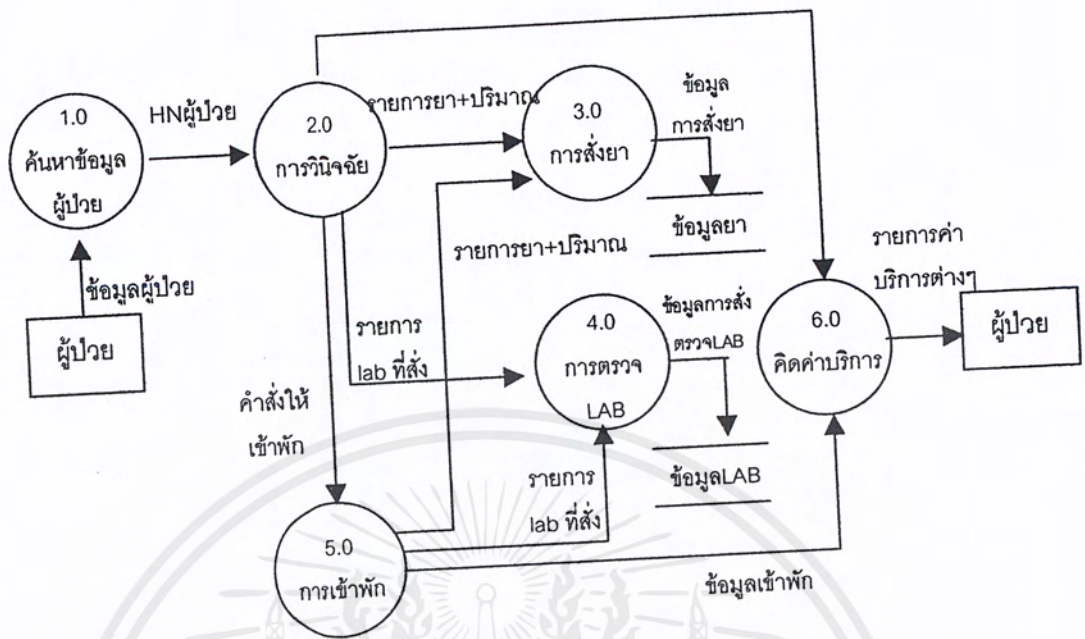 1.0
ค้นหาข้อมูล
ผู้ป่วย
HNผู้ป่วย
2.0
การวินิจฉัย
รายการยา+ปริมาณ
3.0
การสั่งยา
ข้อมูล
การสั่งยา
ข้อมูลยา
ข้อมูลผู้ป่วย
ผู้ป่วย
รายการยา+ปริมาณ
รายการ
lab ที่สั่ง
4.0
การตรวจ
LAB
ข้อมูลการสั่ง
ตรวจLAB
ข้อมูลLAB
6.0
คิดค่าบริการ
รายการค่า
บริการต่างๆ
ผู้ป่วย
คำสั่งให้
เข้าพัก
5.0
การเข้าพัก
รายการ
lab ที่สั่ง
ข้อมูลเข้าพัก